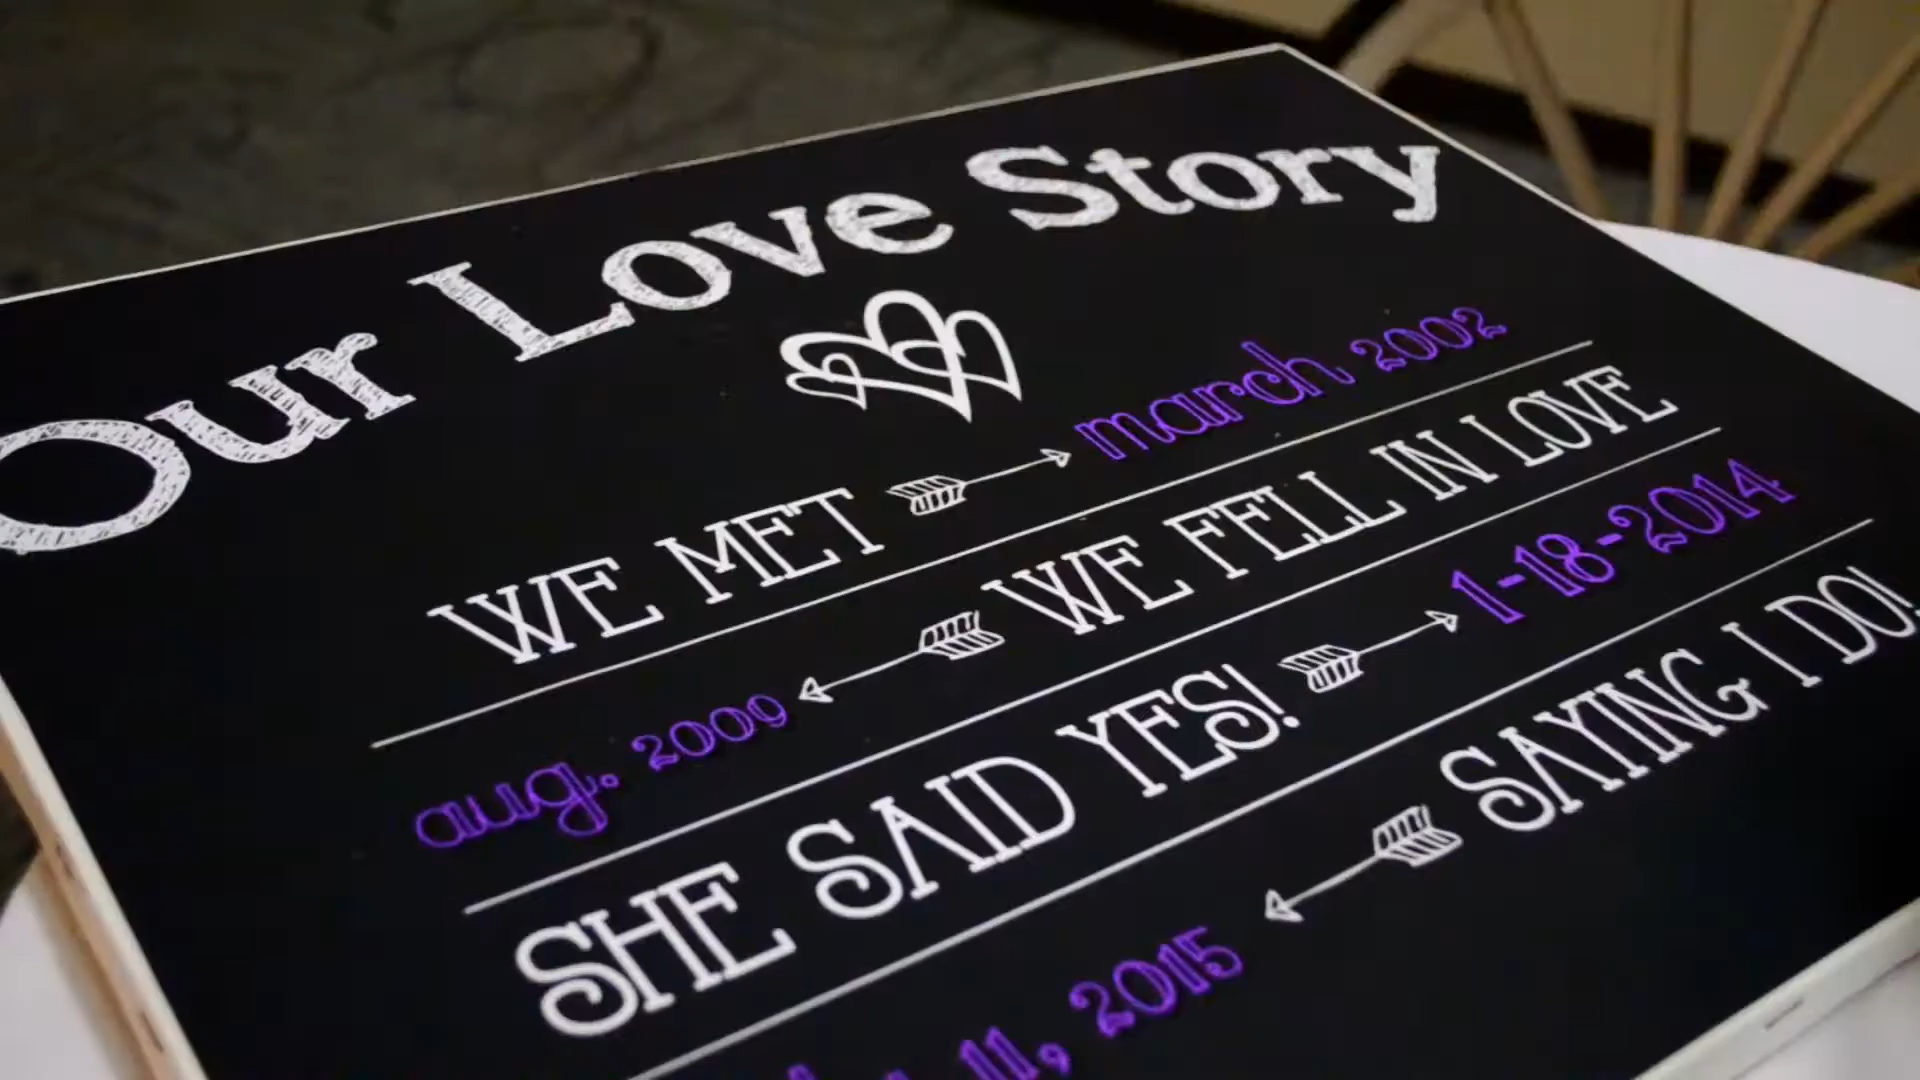 Our Love Story
WE MET march 2002
aug. 2009 WE FELL IN LOVE
SHE SAID YES! 1-18-2014
11, 2015 SAYING I DO!